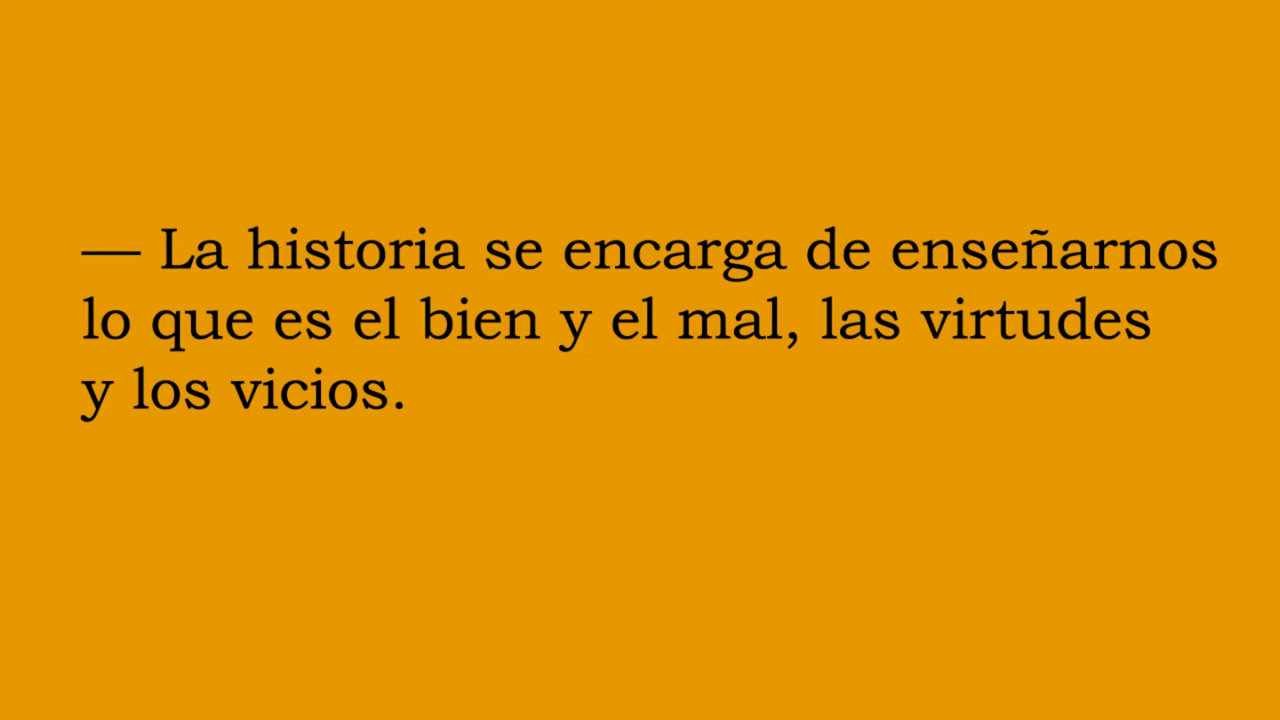 — La historia se encarga de enseñarnos
lo que es el bien y el mal, las virtudes
y los vicios.